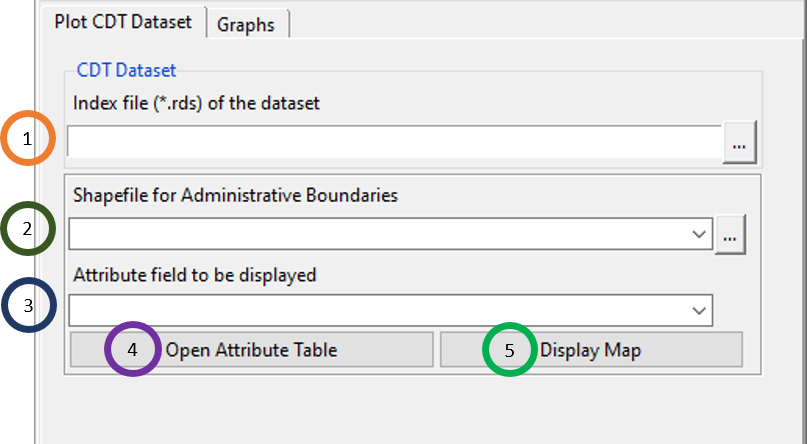 Plot CDT Dataset
Graphs
CDT Dataset
Index file (*.rds) of the dataset
1
...
Shapefile for Administrative Boundaries
2
...
Attribute field to be displayed
3
4 Open Attribute Table
5 Display Map